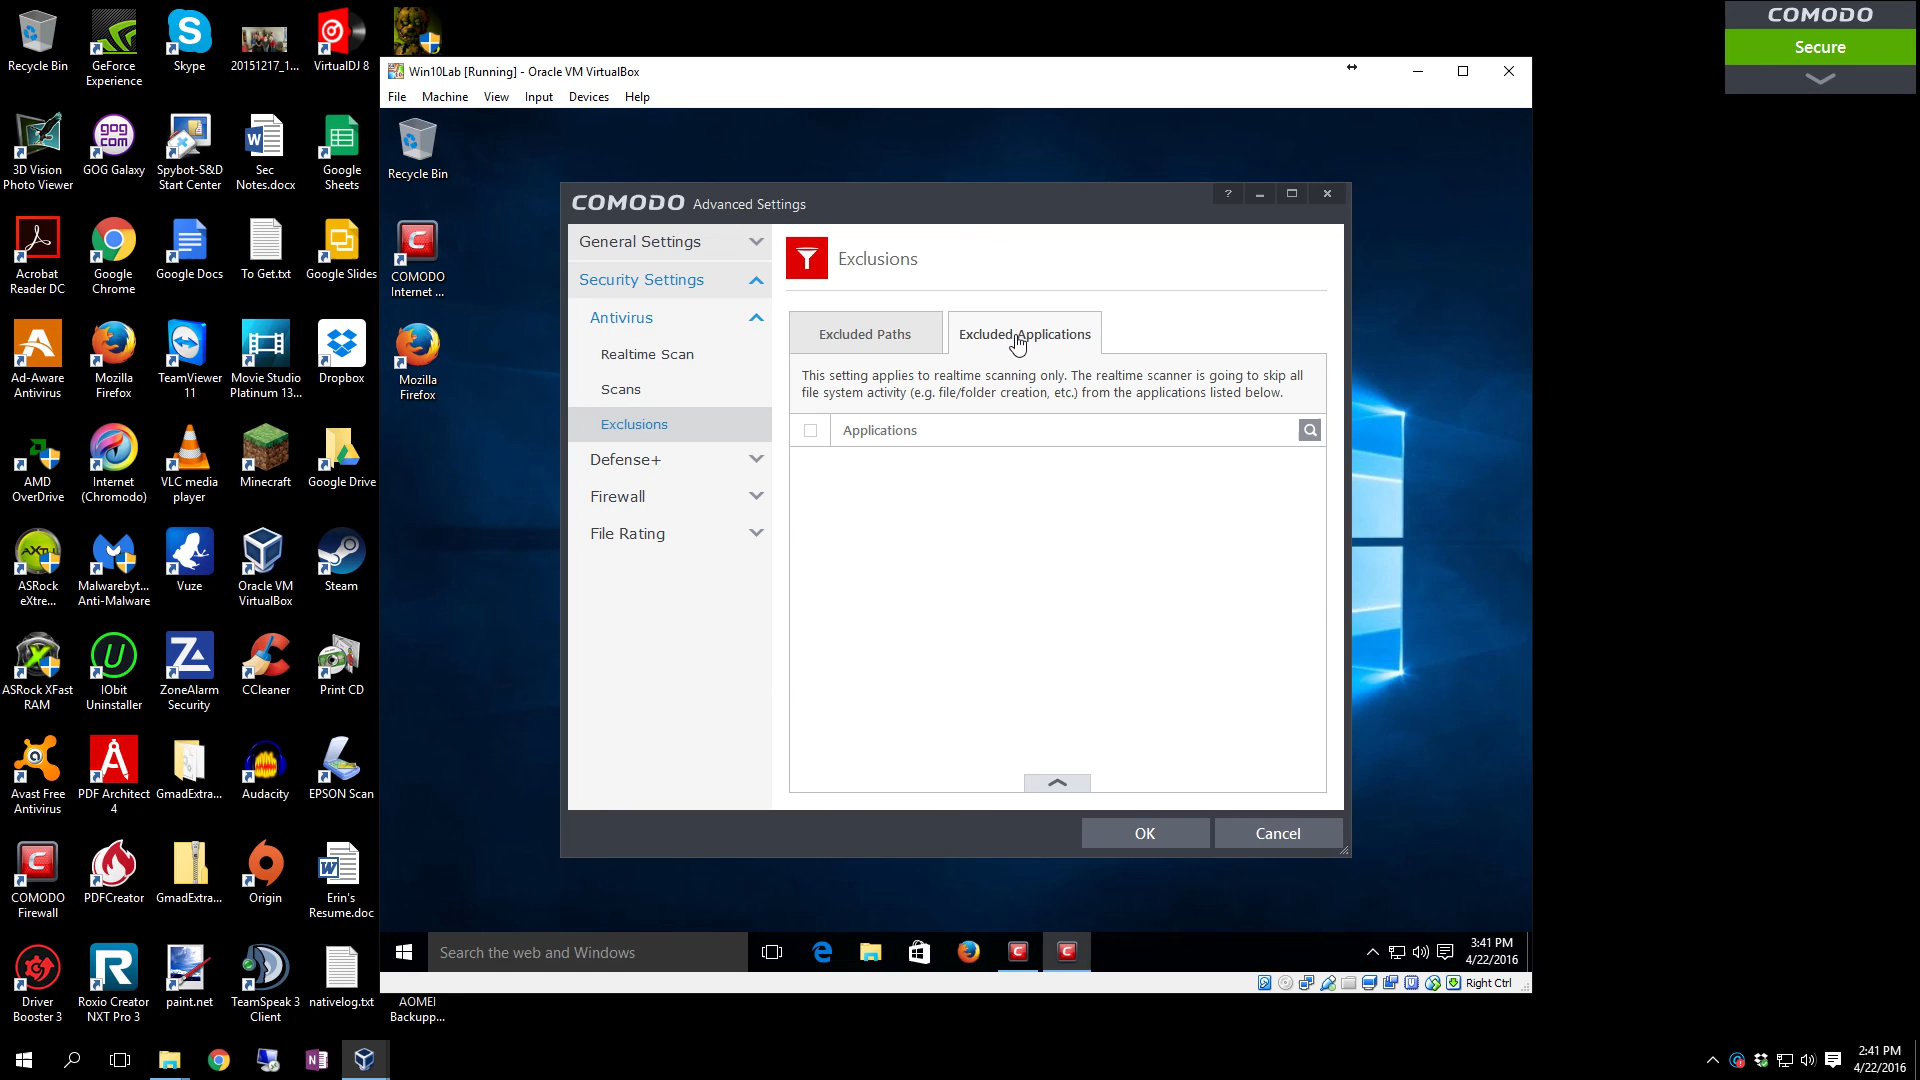 Recycle Bin
GeForce
Experience
Skype
20151217_1...
VirtualDJ 8
3D Vision
Photo Viewer
GOG Galaxy
Spybot-S&D
Start Center
Sec
Notes.docx
Google
Sheets
Acrobat
Reader DC
Google
Chrome
Google Docs
To Get.txt
Google Slides
Ad-Aware
Antivirus
Mozilla
Firefox
TeamViewer
11
Movie Studio
Platinum 13...
Dropbox
AMD
OverDrive
Internet
(Chromodo)
VLC media
player
Minecraft
Google Drive
ASRock
eXtre...
Malwarebyt...
Anti-Malware
Vuze
Oracle VM
VirtualBox
Steam
ASRock XFast
RAM
IObit
Uninstaller
ZoneAlarm
Security
CCleaner
Print CD
Avast Free
Antivirus
PDF Architect
4
GmadExtra...
Audacity
EPSON Scan
COMODO
Firewall
PDFCreator
GmadExtra...
Origin
Erin's
Resume.doc
Driver
Booster 3
Roxio Creator
NXT Pro 3
paint.net
TeamSpeak 3
Client
nativelog.txt
AOMEI
Backupp...
Win10Lab [Running] - Oracle VM VirtualBox
File Machine View Input Devices Help
Recycle Bin
COMODO
Internet ...
Mozilla
Firefox
COMODO Advanced Settings
General Settings
Security Settings
Antivirus
Realtime Scan
Scans
Exclusions
Defense+
Firewall
File Rating
Exclusions
Excluded Paths
Excluded Applications
This setting applies to realtime scanning only. The realtime scanner is going to skip all
file system activity (e.g. file/folder creation, etc.) from the applications listed below.
Applications
OK
Cancel
Search the web and Windows
3:41 PM
4/22/2016
Right Ctrl
COMODO
Secure
2:41 PM
4/22/2016